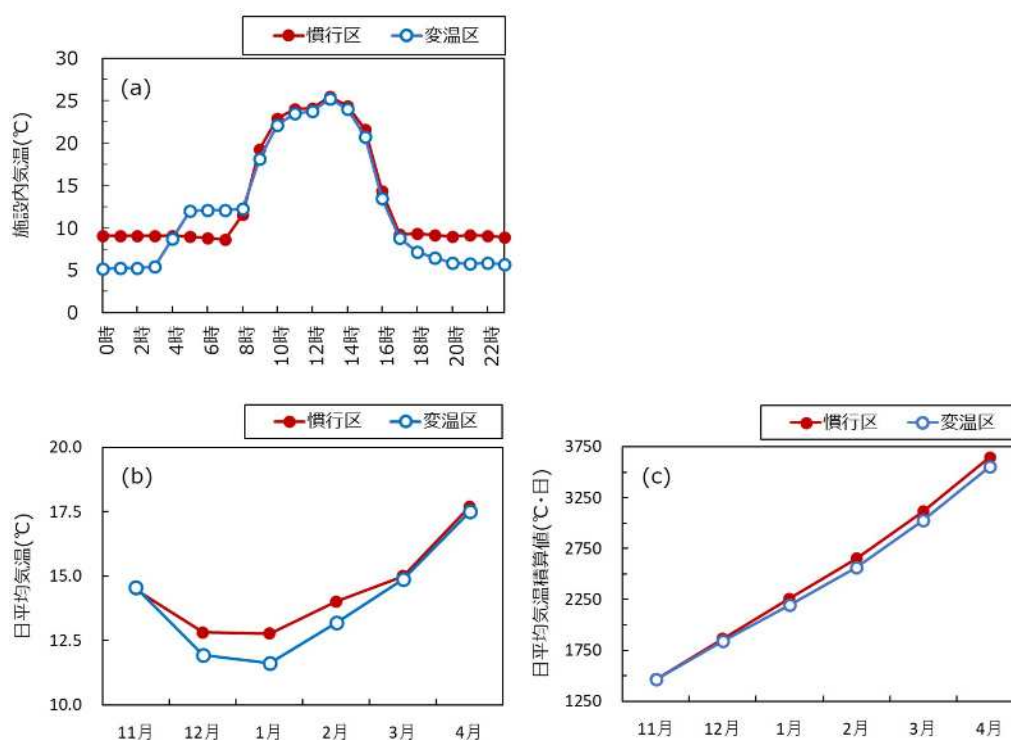 慣行区 変温区
(a)
施設内気温(℃)
30
25
20
15
10
5
0
0時 2時 4時 6時 8時 10時 12時 14時 16時 18時 20時 22時
慣行区 変温区
(b)
日平均気温(℃)
20.0
17.5
15.0
12.5
10.0
11月 12月 1月 2月 3月 4月
慣行区 変温区
(c)
日平均気温積算値(℃・日)
3750
3250
2750
2250
1750
1250
11月 12月 1月 2月 3月 4月